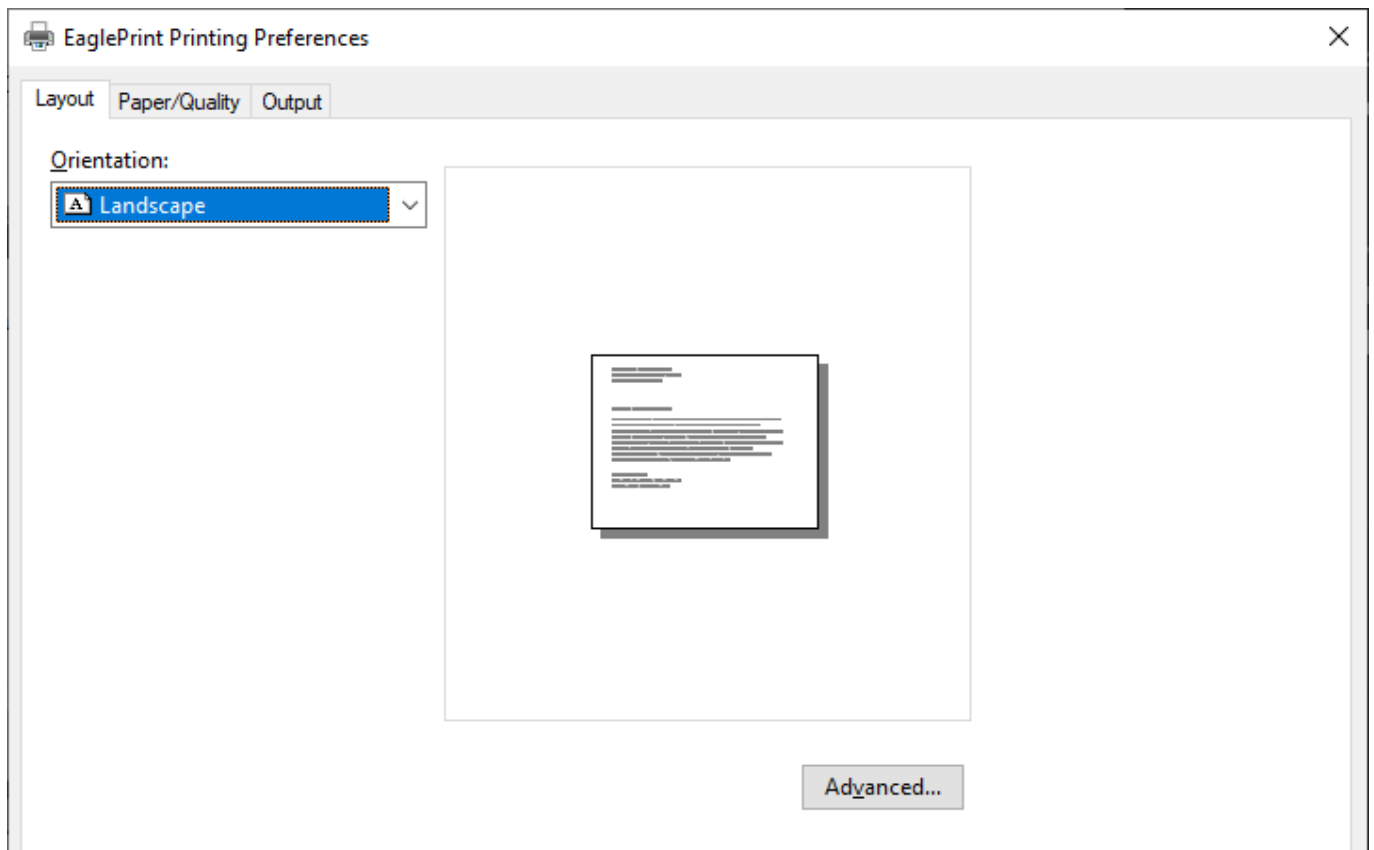 EaglePrint Printing Preferences
Layout Paper/Quality Output
Orientation:
A Landscape
Advanced...